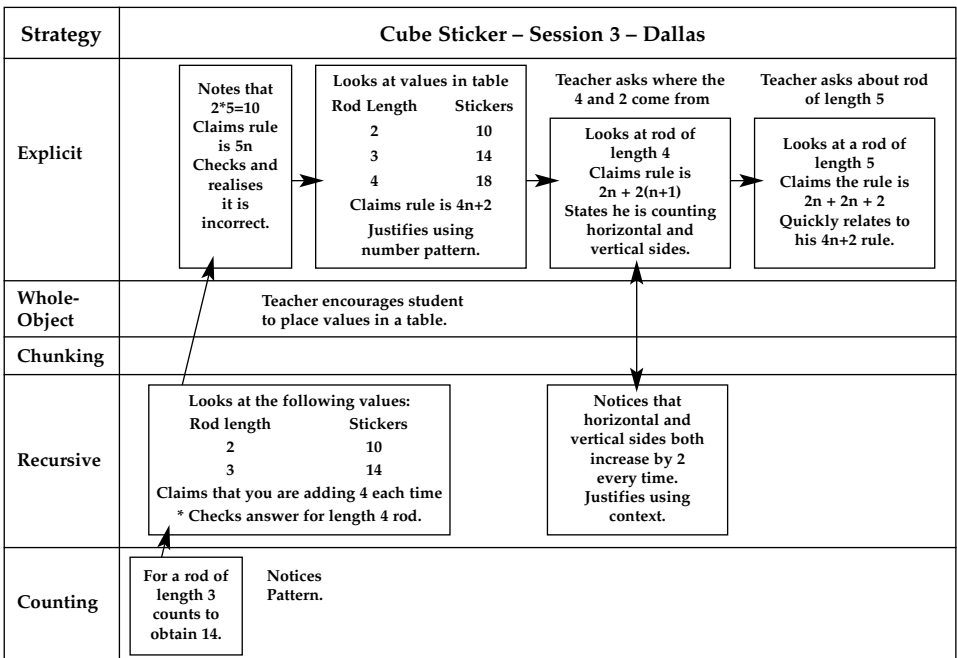 Strategy
Cube Sticker – Session 3 – Dallas
Explicit
Notes that
2*5=10
Claims rule
is 5n
Checks and
realises
it is
incorrect.
Looks at values in table
Rod Length Stickers
2 10
3 14
4 18
Claims rule is 4n+2
Justifies using
number pattern.
Teacher asks where the
4 and 2 come from
Looks at rod of
length 4
Claims rule is
2n + 2(n+1)
States he is counting
horizontal and
vertical sides.
Teacher asks about rod
of length 5
Looks at a rod of
length 5
Claims the rule is
2n + 2n + 2
Quickly relates to
his 4n+2 rule.
Whole-
Object
Teacher encourages student
to place values in a table.
Chunking
Recursive
Looks at the following values:
Rod length Stickers
2 10
3 14
Claims that you are adding 4 each time
* Checks answer for length 4 rod.
Notices that
horizontal and
vertical sides both
increase by 2
every time.
Justifies using
context.
Counting
For a rod of
length 3
counts to
obtain 14.
Notices
Pattern.